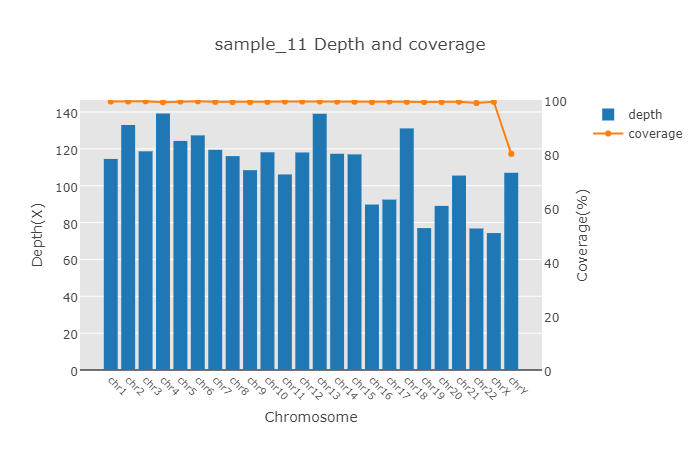 sample_11 Depth and coverage
depth
coverage
140
120
100
80
60
40
20
0
Depth(X)
100
80
60
40
20
0
Coverage(%)
chr1
chr2
chr3
chr4
chr5
chr6
chr7
chr8
chr9
chr10
chr11
chr12
chr13
chr14
chr15
chr16
chr17
chr18
chr19
chr20
chr21
chr22
chrX
chrY
Chromosome